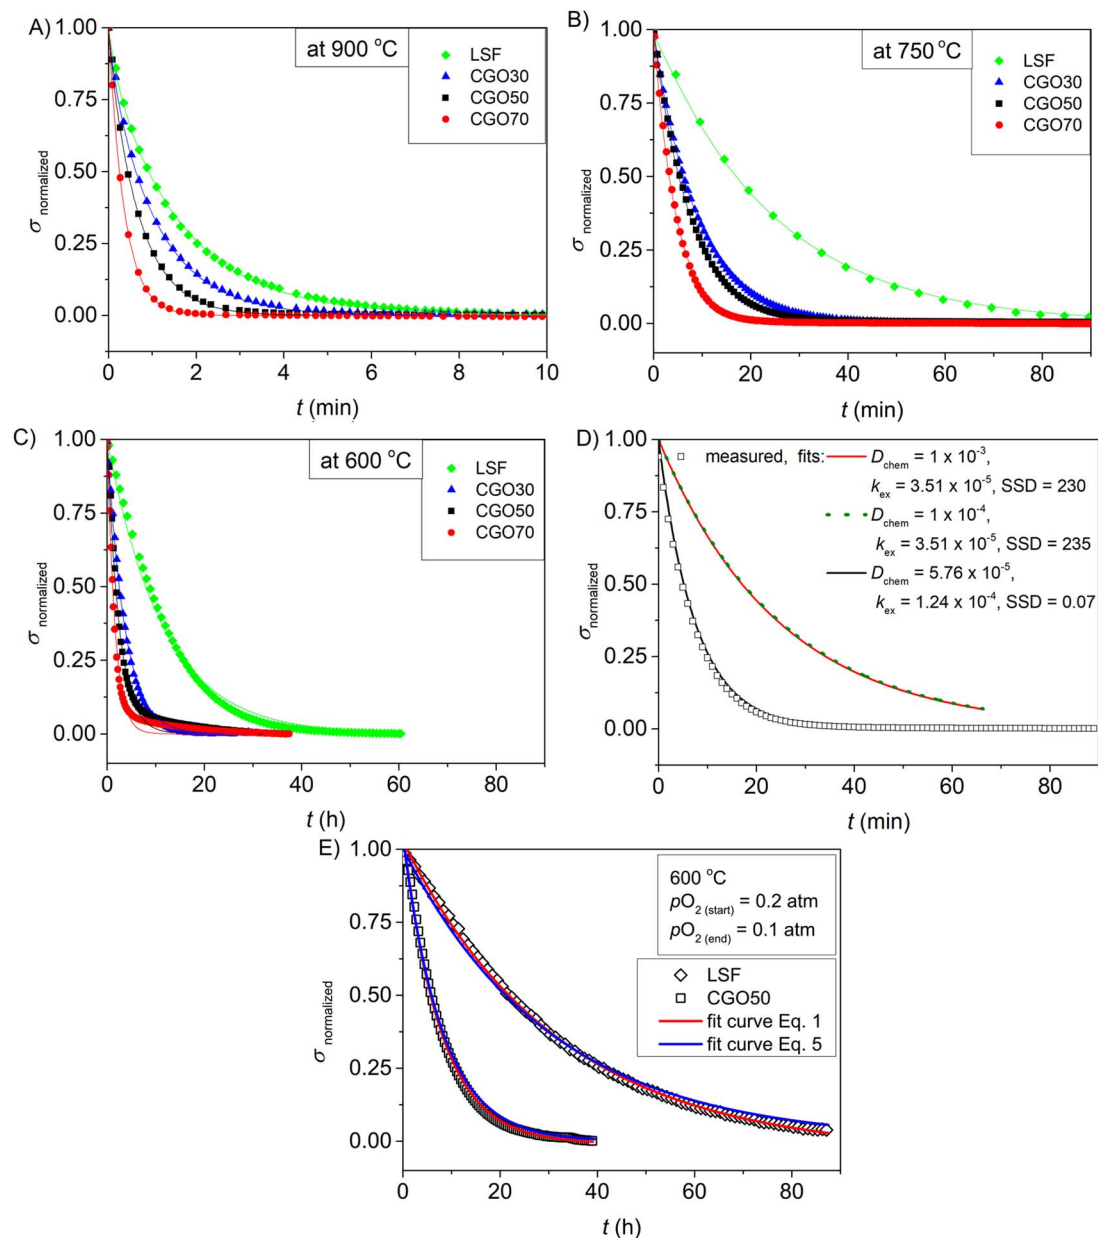 A)
1.00
0.75
0.50
0.25
0.00
σ normalized
0
2
4
6
8
10
t (min)
at 900 °C
LSF
CGO30
CGO50
CGO70
B)
1.00
0.75
0.50
0.25
0.00
σ normalized
0
20
40
60
80
t (min)
at 750 °C
LSF
CGO30
CGO50
CGO70
C)
1.00
0.75
0.50
0.25
0.00
σ normalized
0
20
40
60
80
t (h)
at 600 °C
LSF
CGO30
CGO50
CGO70
D)
1.00
0.75
0.50
0.25
0.00
σ normalized
0
20
40
60
80
t (min)
measured, fits: D chem = 1 x 10-3,
k ex = 3.51 x 10-5, SSD = 230
D chem = 1 x 10-4,
k ex = 3.51 x 10-5, SSD = 235
D chem = 5.76 x 10-5,
k ex = 1.24 x 10-4, SSD = 0.07
E)
1.00
0.75
0.50
0.25
0.00
σ normalized
0
20
40
60
80
t (h)
600 °C
pO2 (start) = 0.2 atm
pO2 (end) = 0.1 atm
LSF
CGO50
fit curve Eq. 1
fit curve Eq. 5